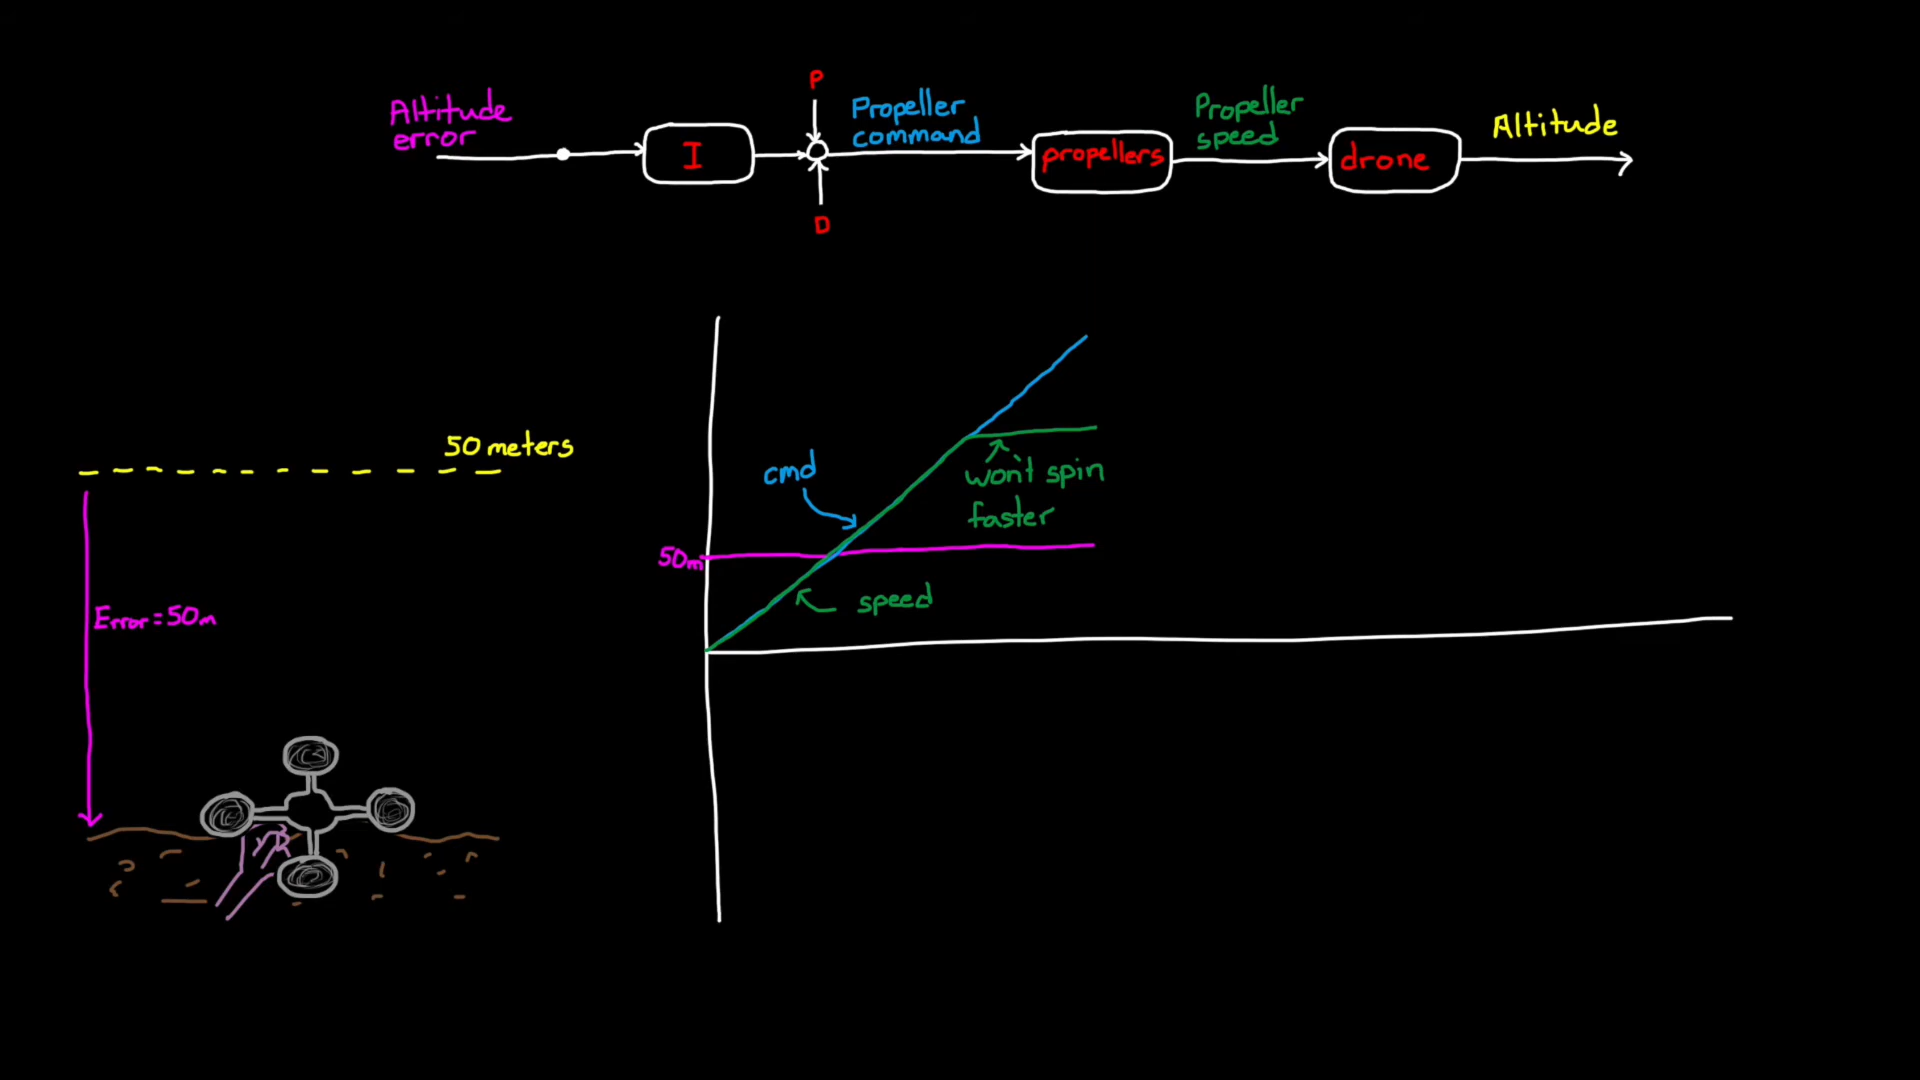 P
Altitude
error
I
Propeller
command
propellers
Propeller
speed
drone
Altitude
D
50 meters
cmd
won't spin
faster
50m
speed
Error=50m